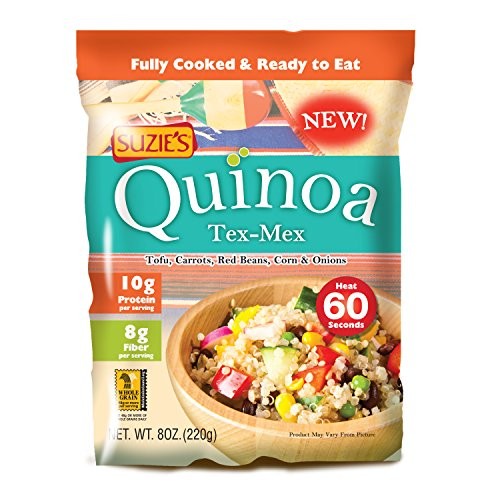 Fully Cooked & Ready to Eat
SUZIE'S
NEW!
Quinoa
Tex-Mex
Tofu, Carrots, Red Beans, Corn & Onions
10g
Protein
per serving
8g
Fiber
per serving
Heat
60
Seconds
WHOLE
GRAIN
NET. WT. 8OZ. (220g)
Product May Vary From Picture